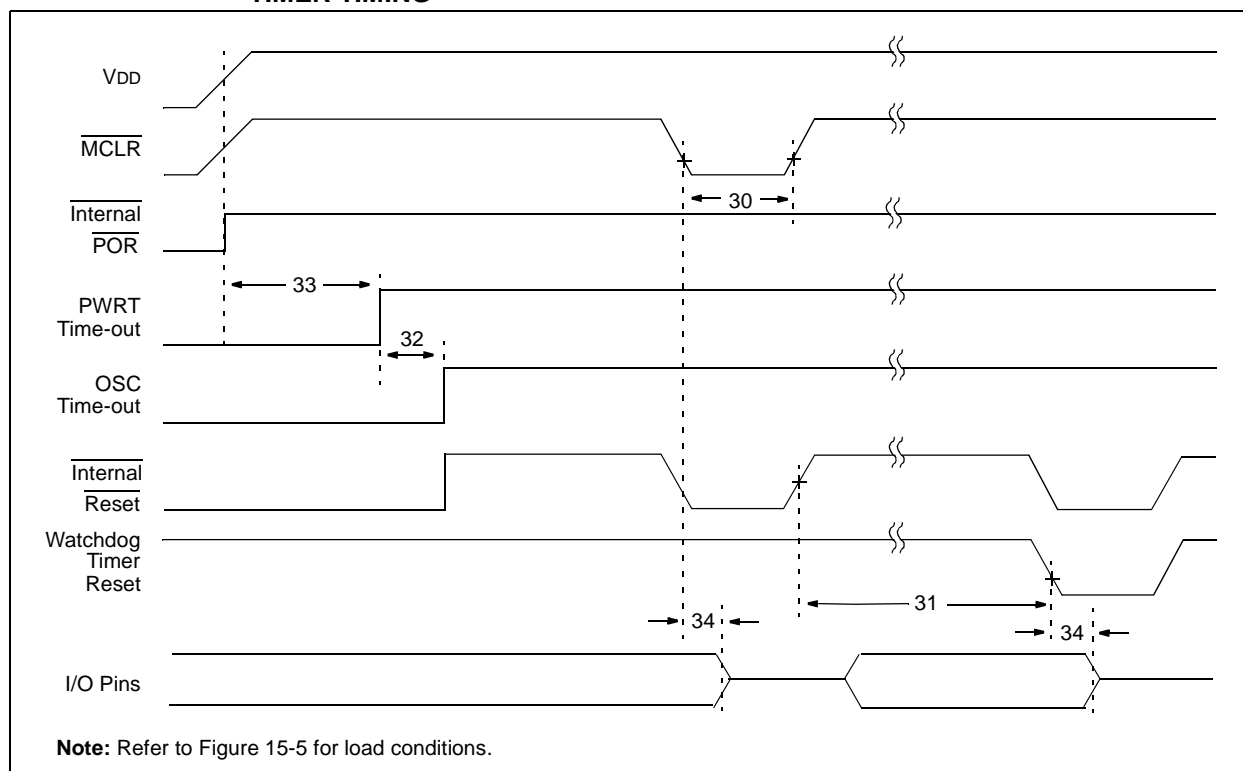 TIMER TIMING
VDD
MCLR
Internal
POR
PWRT
Time-out
OSC
Time-out
Internal
Reset
Watchdog
Timer
Reset
I/O Pins
30
33
32
31
34
34
Note: Refer to Figure 15-5 for load conditions.